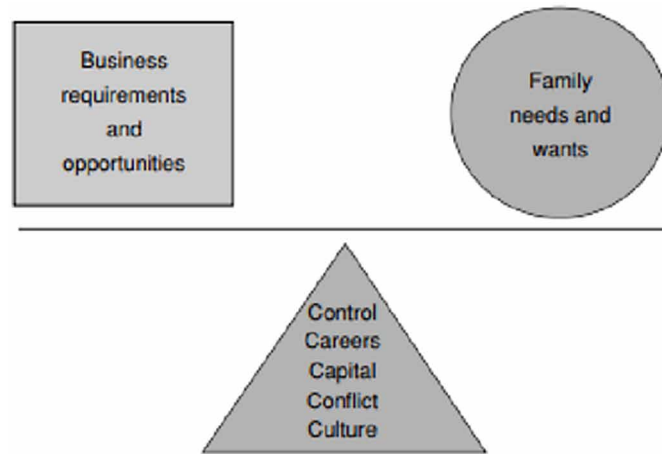 Business
requirements
and
opportunities
Family
needs and
wants
Control
Careers
Capital
Conflict
Culture